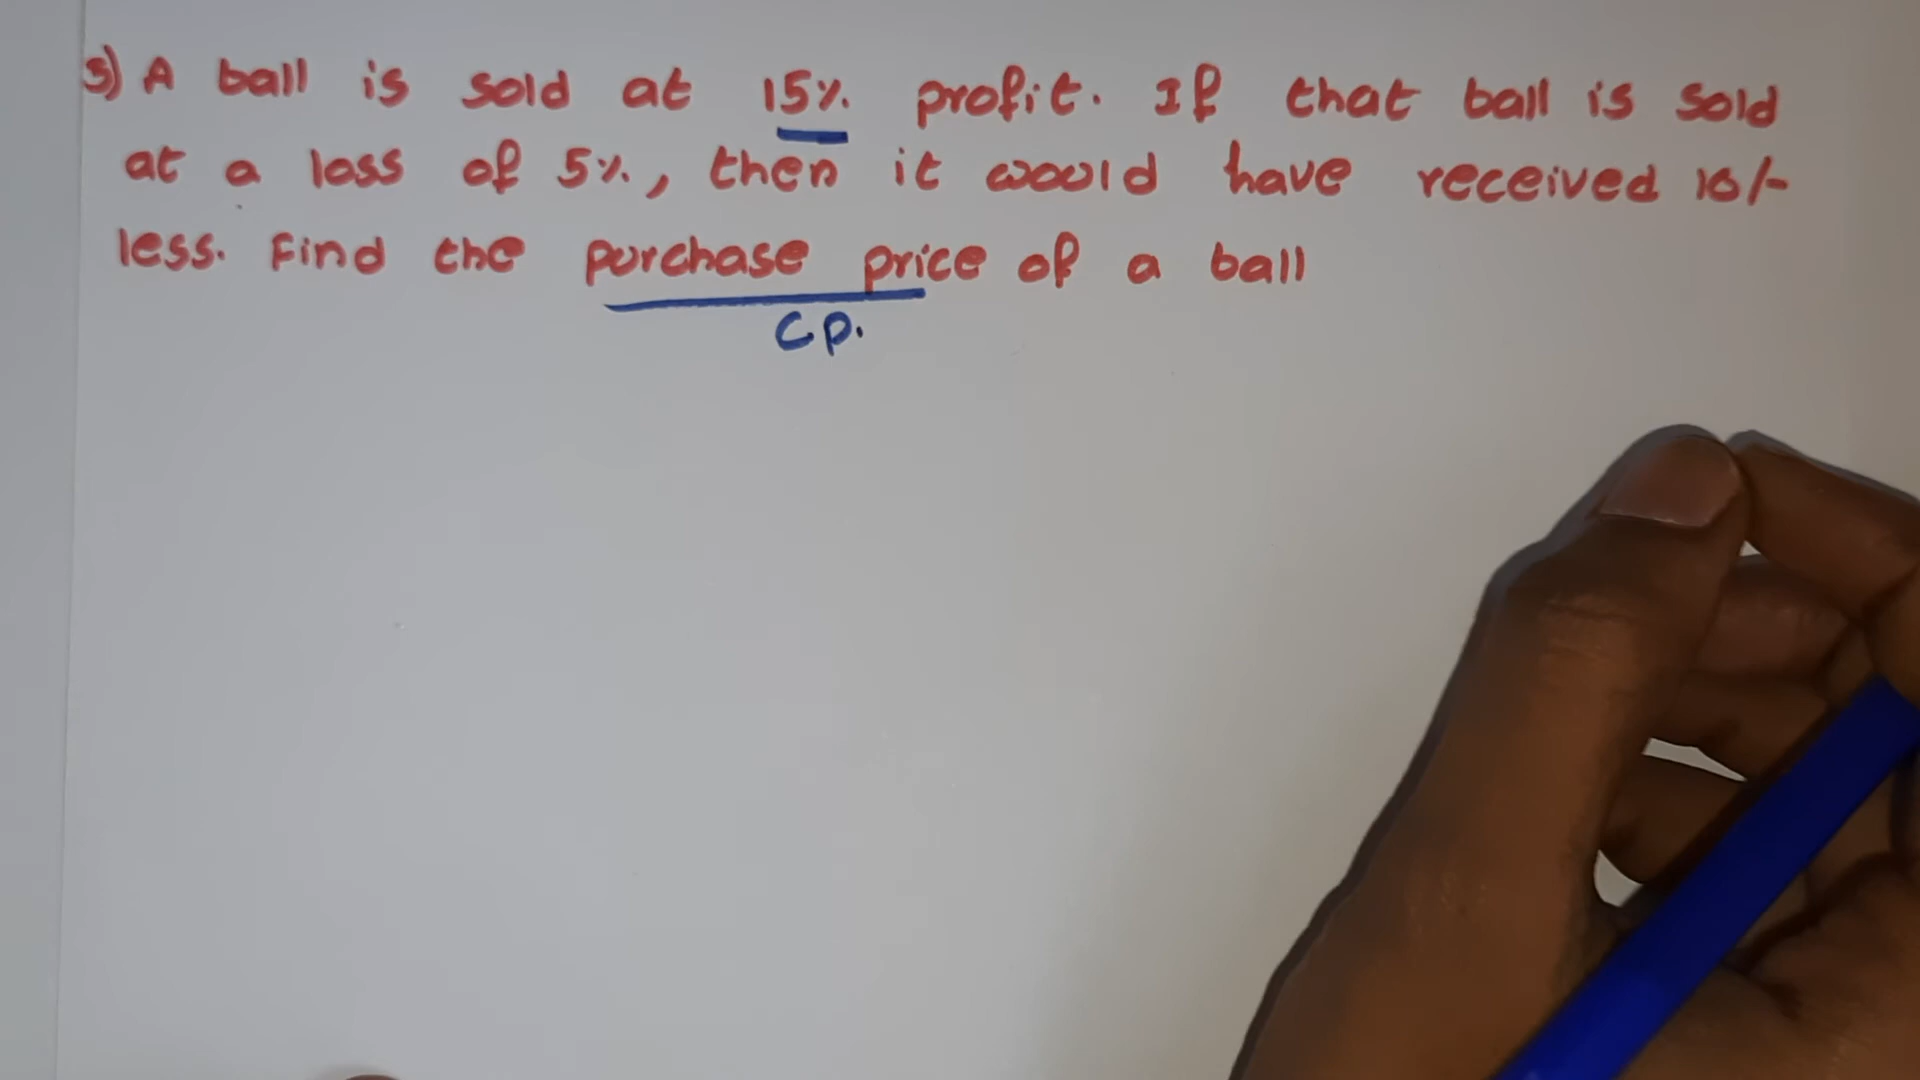 5) A ball is sold at 15%. profit. If that ball is sold
at a loss of 5%., then it would have received 10/-
less. Find the purchase price of a ball
CP.